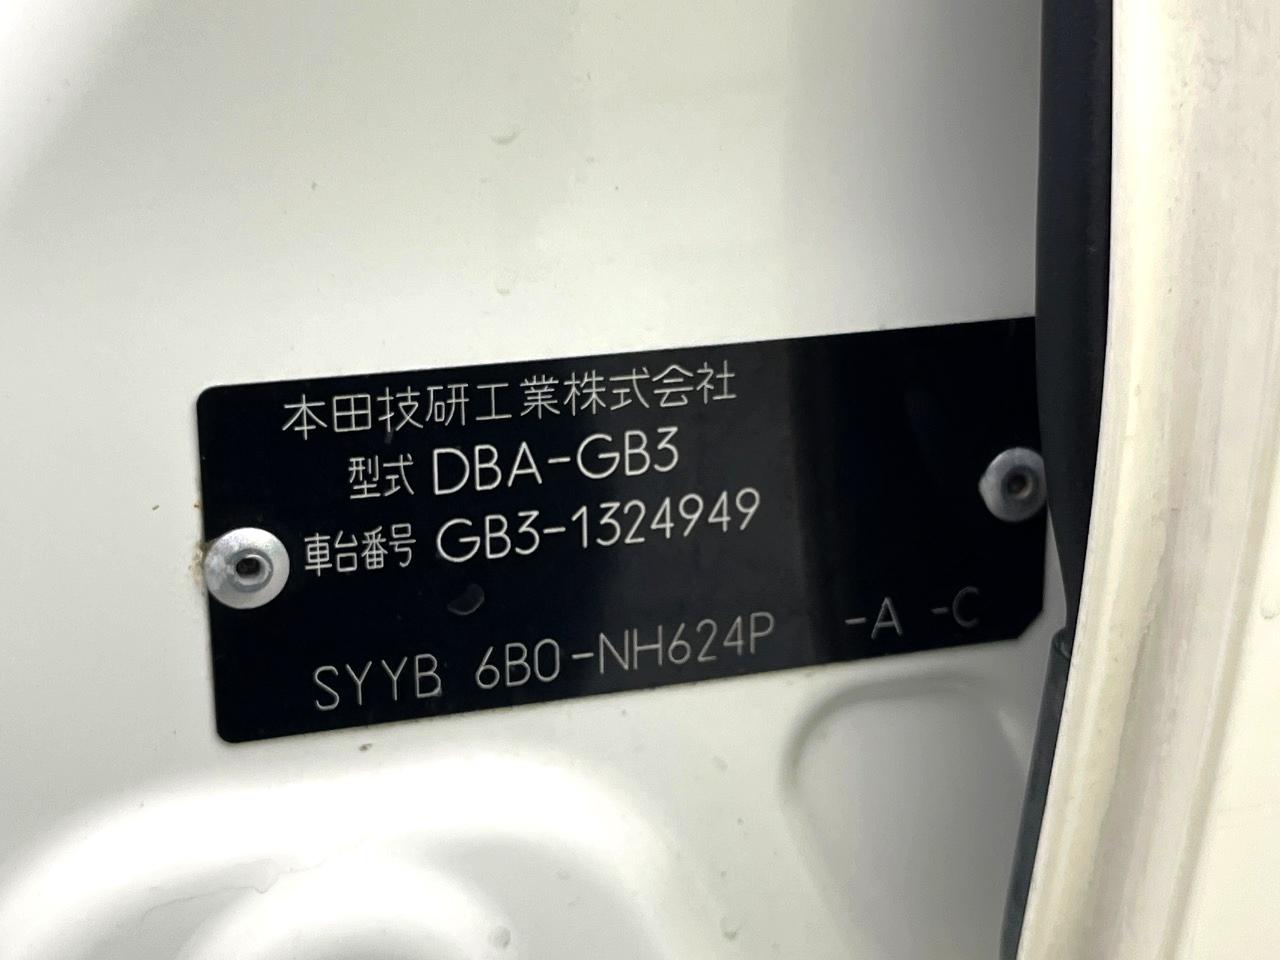 本田技研工業株式会社
型式 DBA-GB3
車台番号 GB3-1324949
SYYB 6B0-NH624P -A -C